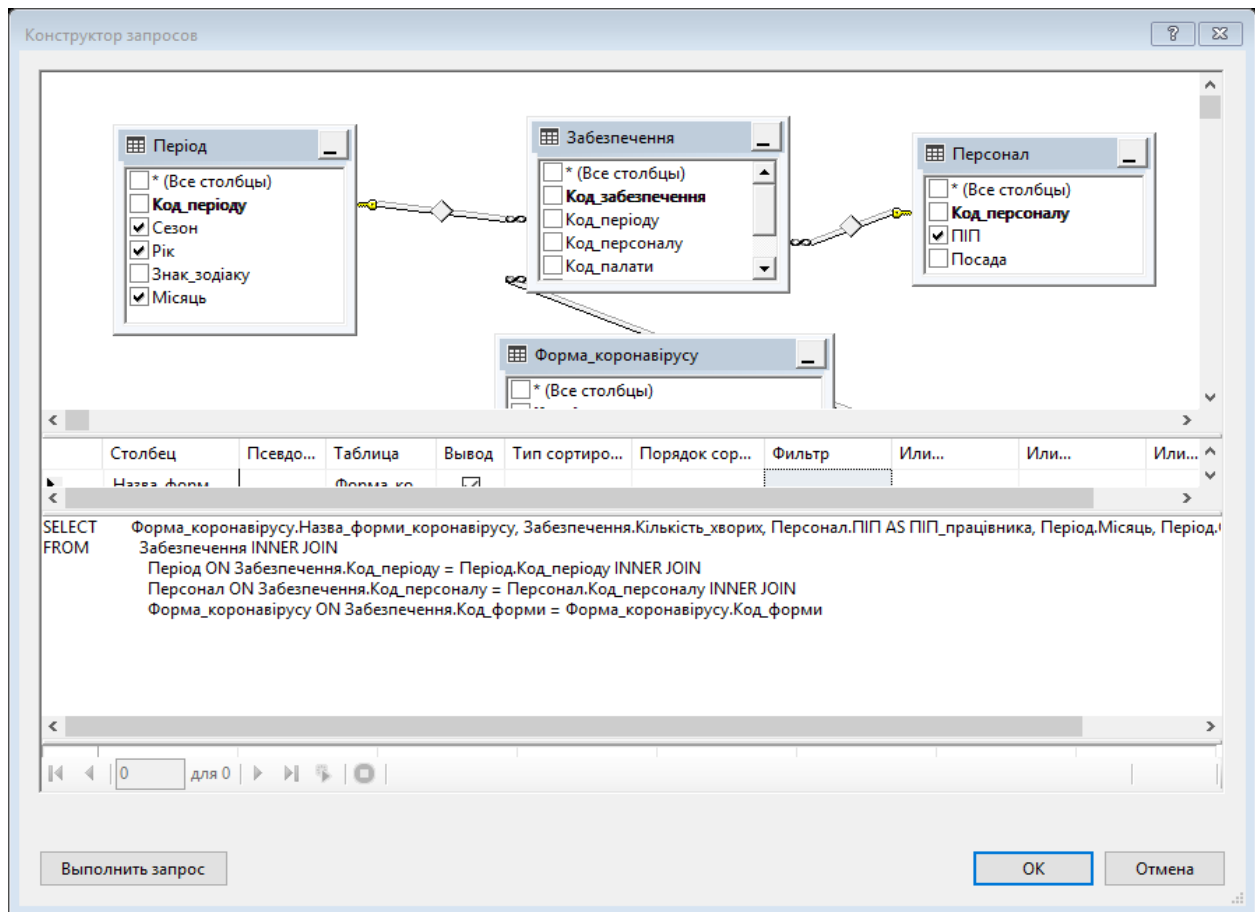 Конструктор запросов
Період
* (Все столбцы)
Код_періоду
Сезон
Рік
Знак_зодіаку
Місяць
Забезпечення
* (Все столбцы)
Код_забезпечення
Код_періоду
Код_персоналу
Код_палати
Персонал
* (Все столбцы)
Код_персоналу
ПІП
Посада
Форма_коронавірусу
* (Все столбцы)
Столбец Псевдо... Таблица Вывод Тип сортиро... Порядок сор... Фильтр Или... Или... Или...
Назва_форм... Форма_ко...
SELECT Форма_коронавірусу.Назва_форми_коронавірусу, Забезпечення.Кількість_хворих, Персонал.ПІП AS ПІП_працівника, Період.Місяць, Період.
FROM Забезпечення INNER JOIN
Період ON Забезпечення.Код_періоду = Період.Код_періоду INNER JOIN
Персонал ON Забезпечення.Код_персоналу = Персонал.Код_персоналу INNER JOIN
Форма_коронавірусу ON Забезпечення.Код_форми = Форма_коронавірусу.Код_форми
0 для 0
Выполнить запрос
ОК
Отмена